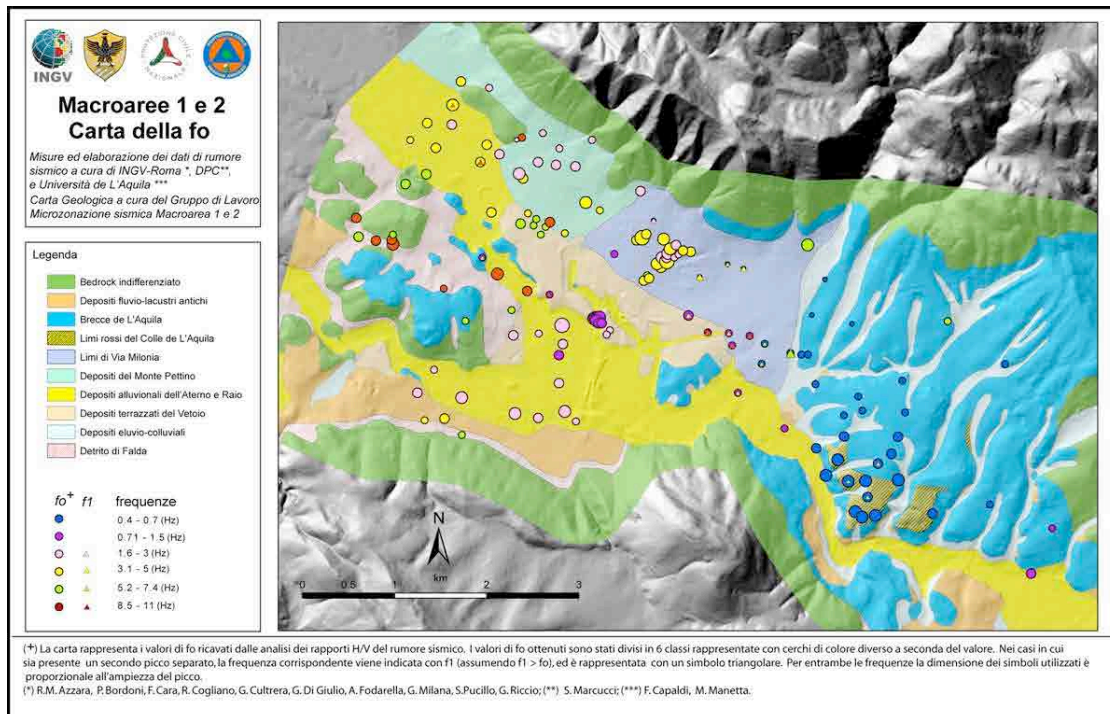 INGV
Macroaree 1 e 2
Carta della fo
Misure ed elaborazione dei dati di rumore
sismico a cura di INGV-Roma *, DPC**,
e Università de L'Aquila ***
Carta Geologica a cura del Gruppo di Lavoro
Microzonazione sismica Macroarea 1 e 2
Legenda
Bedrock indifferenziato
Depositi fluvio-lacustri antichi
Brecce de L'Aquila
Limi rossi del Colle de L'Aquila
Limi di Via Milonia
Depositi del Monte Pettino
Depositi alluvionali dell'Aterno e Raio
Depositi terrazzati del Vetoio
Depositi eluvio-colluviali
Detrito di Falda
fo+ f1 frequenze
0.4 - 0.7 (Hz)
0.71 - 1.5 (Hz)
1.6 - 3 (Hz)
3.1 - 5 (Hz)
5.2 - 7.4 (Hz)
8.5 - 11 (Hz)
N
0 0.5 1 2 3
km
(+) La carta rappresenta i valori di fo ricavati dalle analisi dei rapporti H/V del rumore sismico. I valori di fo ottenuti sono stati divisi in 6 classi rappresentate con cerchi di colore diverso a seconda del valore. Nei casi in cui
sia presente un secondo picco separato, la frequenza corrispondente viene indicata con f1 (assumendo f1 > fo), ed è rappresentata con un simbolo triangolare. Per entrambe le frequenze la dimensione dei simboli utilizzati è
proporzionale all'ampiezza del picco.
(*) R.M. Azzara, P. Bordoni, F. Cara, R. Cogliano, G. Cultrera, G. Di Giulio, A. Fodarella, G. Milana, S.Pucillo, G. Riccio; (**) S. Marcucci; (***) F. Capaldi, M. Manetta.